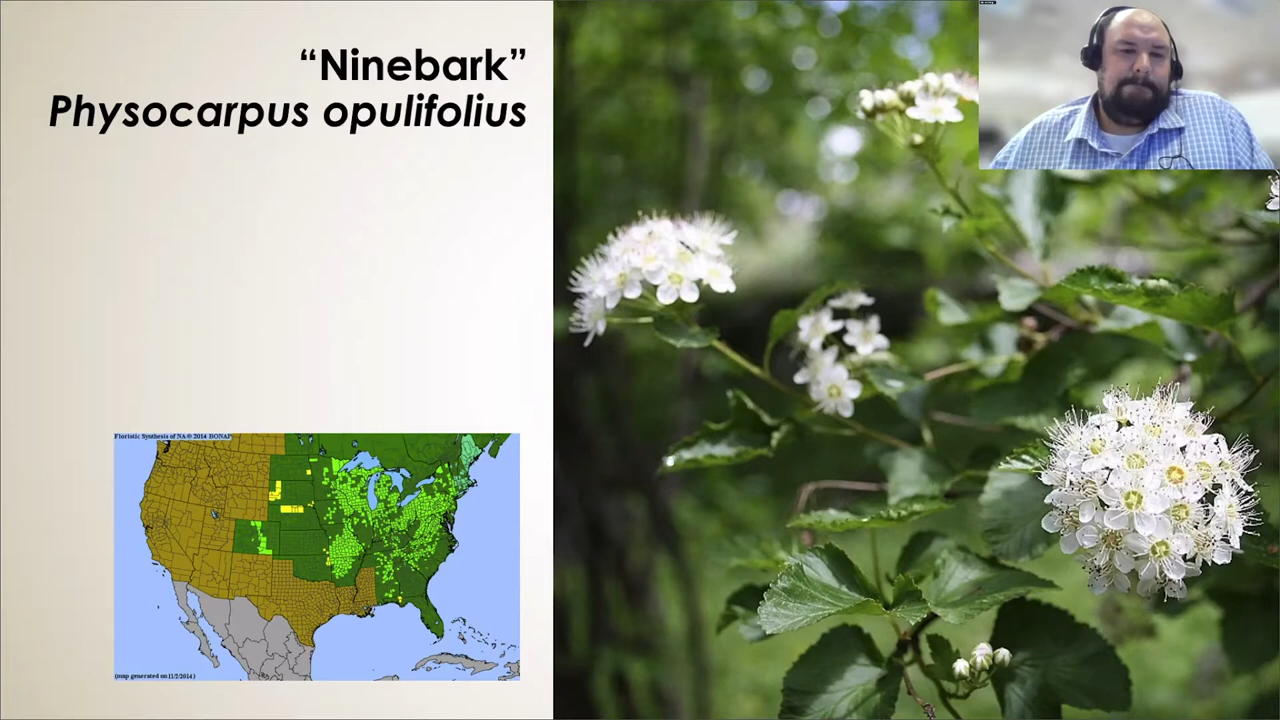 “Ninebark”
Physocarpus opulifolius
Floristic Synthesis of NA © 2014 BONAP
(map generated on 11/2/2014)